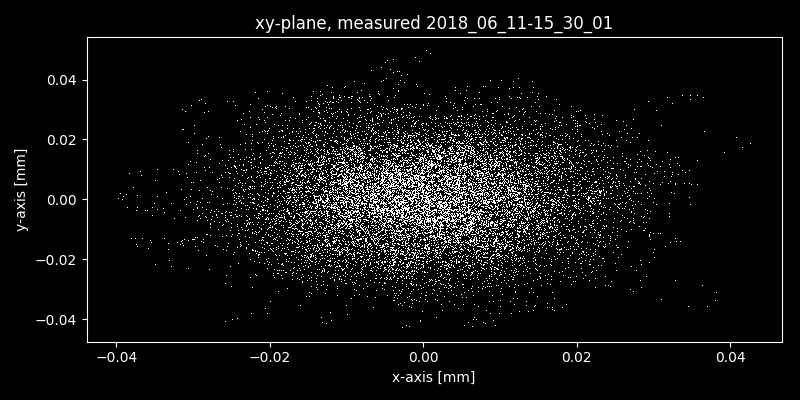 xy-plane, measured 2018_06_11-15_30_01
0.04
0.02
0.00
−0.02
−0.04
y-axis [mm]
−0.04 −0.02 0.00 0.02 0.04
x-axis [mm]